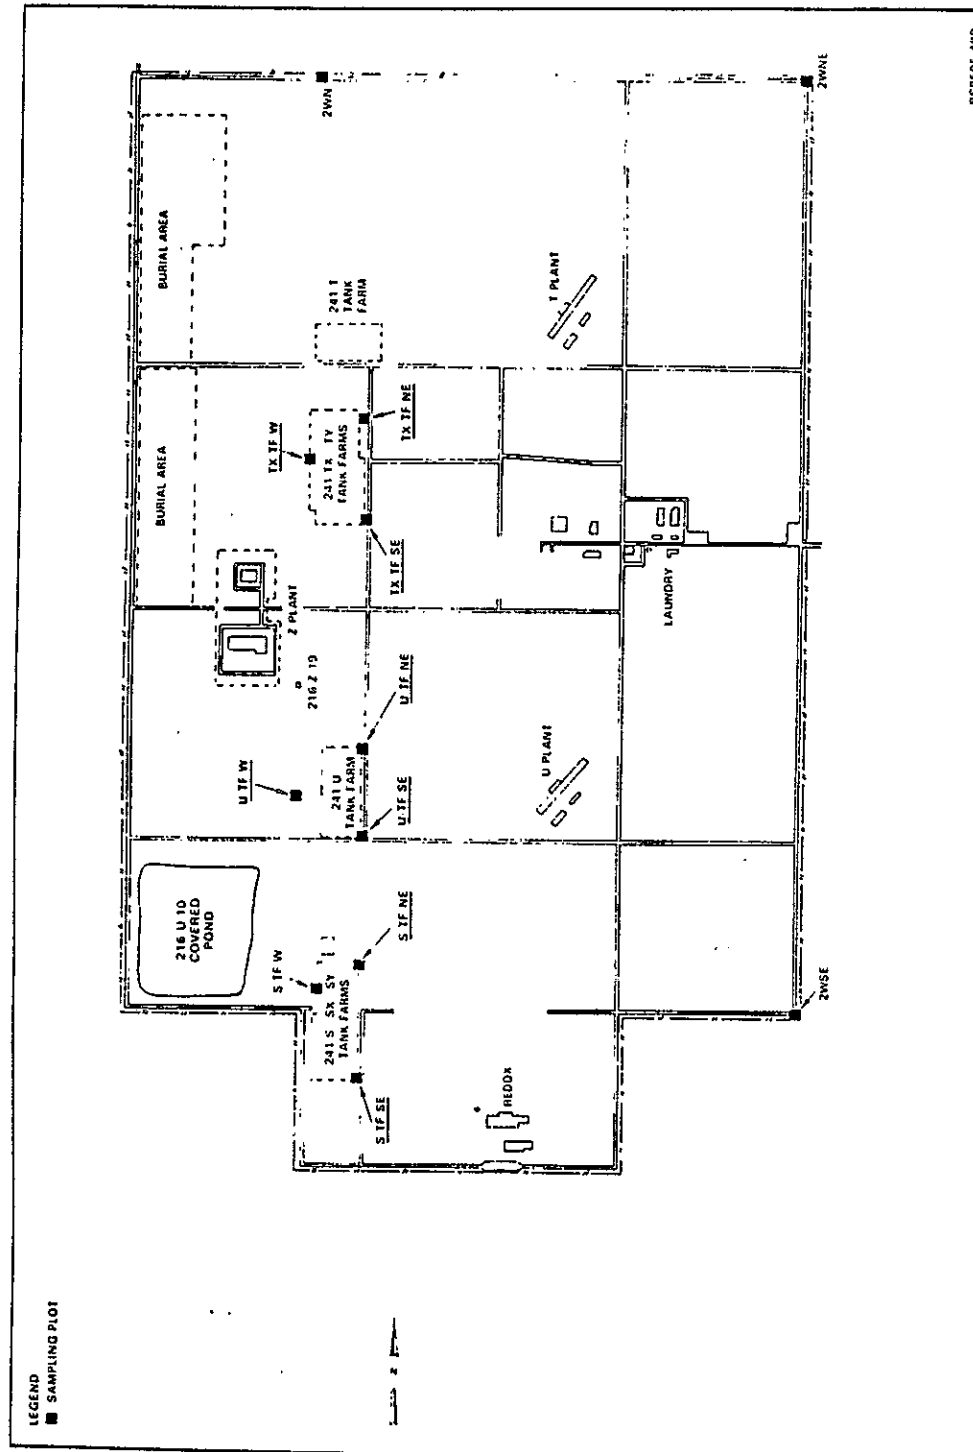 LEGEND
■ SAMPLING PLOT
N
216 U 10
COVERED
POND
S TF W
241 S SX SY
TANK FARMS
S TF NE
S TF SE
REDOX
2WSE
U TF W
241 U
TANK FARM
U TF SE
U TF NE
U PLANT
216 Z 19
Z PLANT
LAUNDRY
BURIAL AREA
TX TF W
241 TX TY
TANK FARMS
TX TF SE
TX TF NE
BURIAL AREA
241 T
TANK
FARM
T PLANT
2WN
2WNE